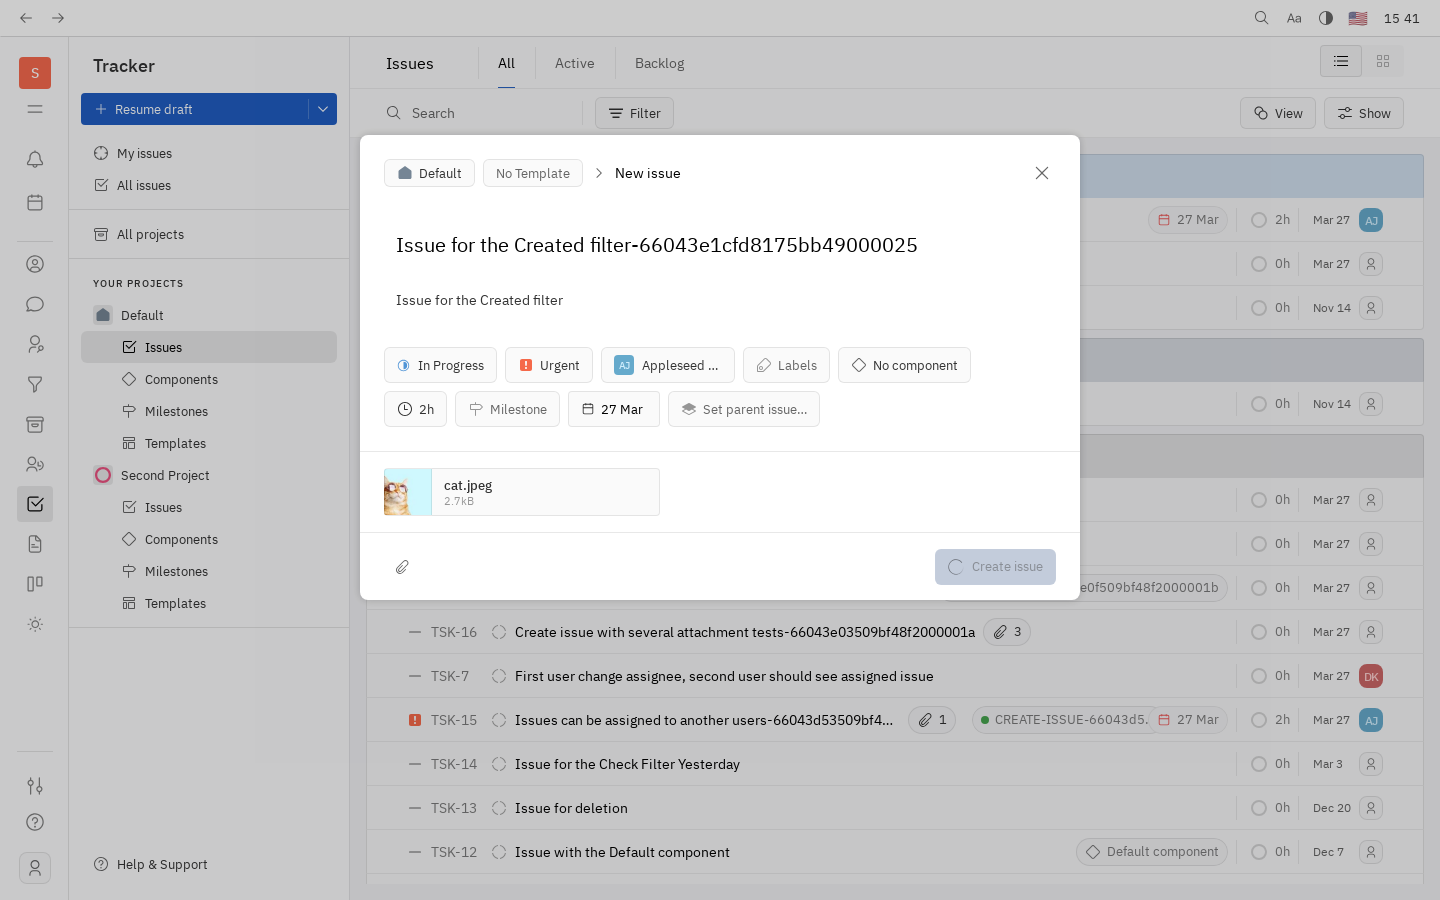 Aa
15 41
S
Tracker
Resume draft
My issues
All issues
All projects
YOUR PROJECTS
Default
Issues
Components
Milestones
Templates
Second Project
Issues
Components
Milestones
Templates
Help & Support
Issues
All
Active
Backlog
Search
Filter
View
Show
27 Mar
2h
Mar 27
AJ
0h
Mar 27
0h
Nov 14
0h
Nov 14
0h
Mar 27
0h
Mar 27
e0f509bf48f2000001b
0h
Mar 27
Default
No Template
New issue
Issue for the Created filter-66043e1cfd8175bb49000025
Issue for the Created filter
In Progress
Urgent
AJ
Appleseed ...
Labels
No component
2h
Milestone
27 Mar
Set parent issue...
cat.jpeg
2.7kB
Create issue
TSK-16
Create issue with several attachment tests-66043e03509bf48f2000001a
3
0h
Mar 27
TSK-7
First user change assignee, second user should see assigned issue
0h
Mar 27
DK
TSK-15
Issues can be assigned to another users-66043d53509bf4...
1
CREATE-ISSUE-66043d5...
27 Mar
2h
Mar 27
AJ
TSK-14
Issue for the Check Filter Yesterday
0h
Mar 3
TSK-13
Issue for deletion
0h
Dec 20
TSK-12
Issue with the Default component
Default component
0h
Dec 7